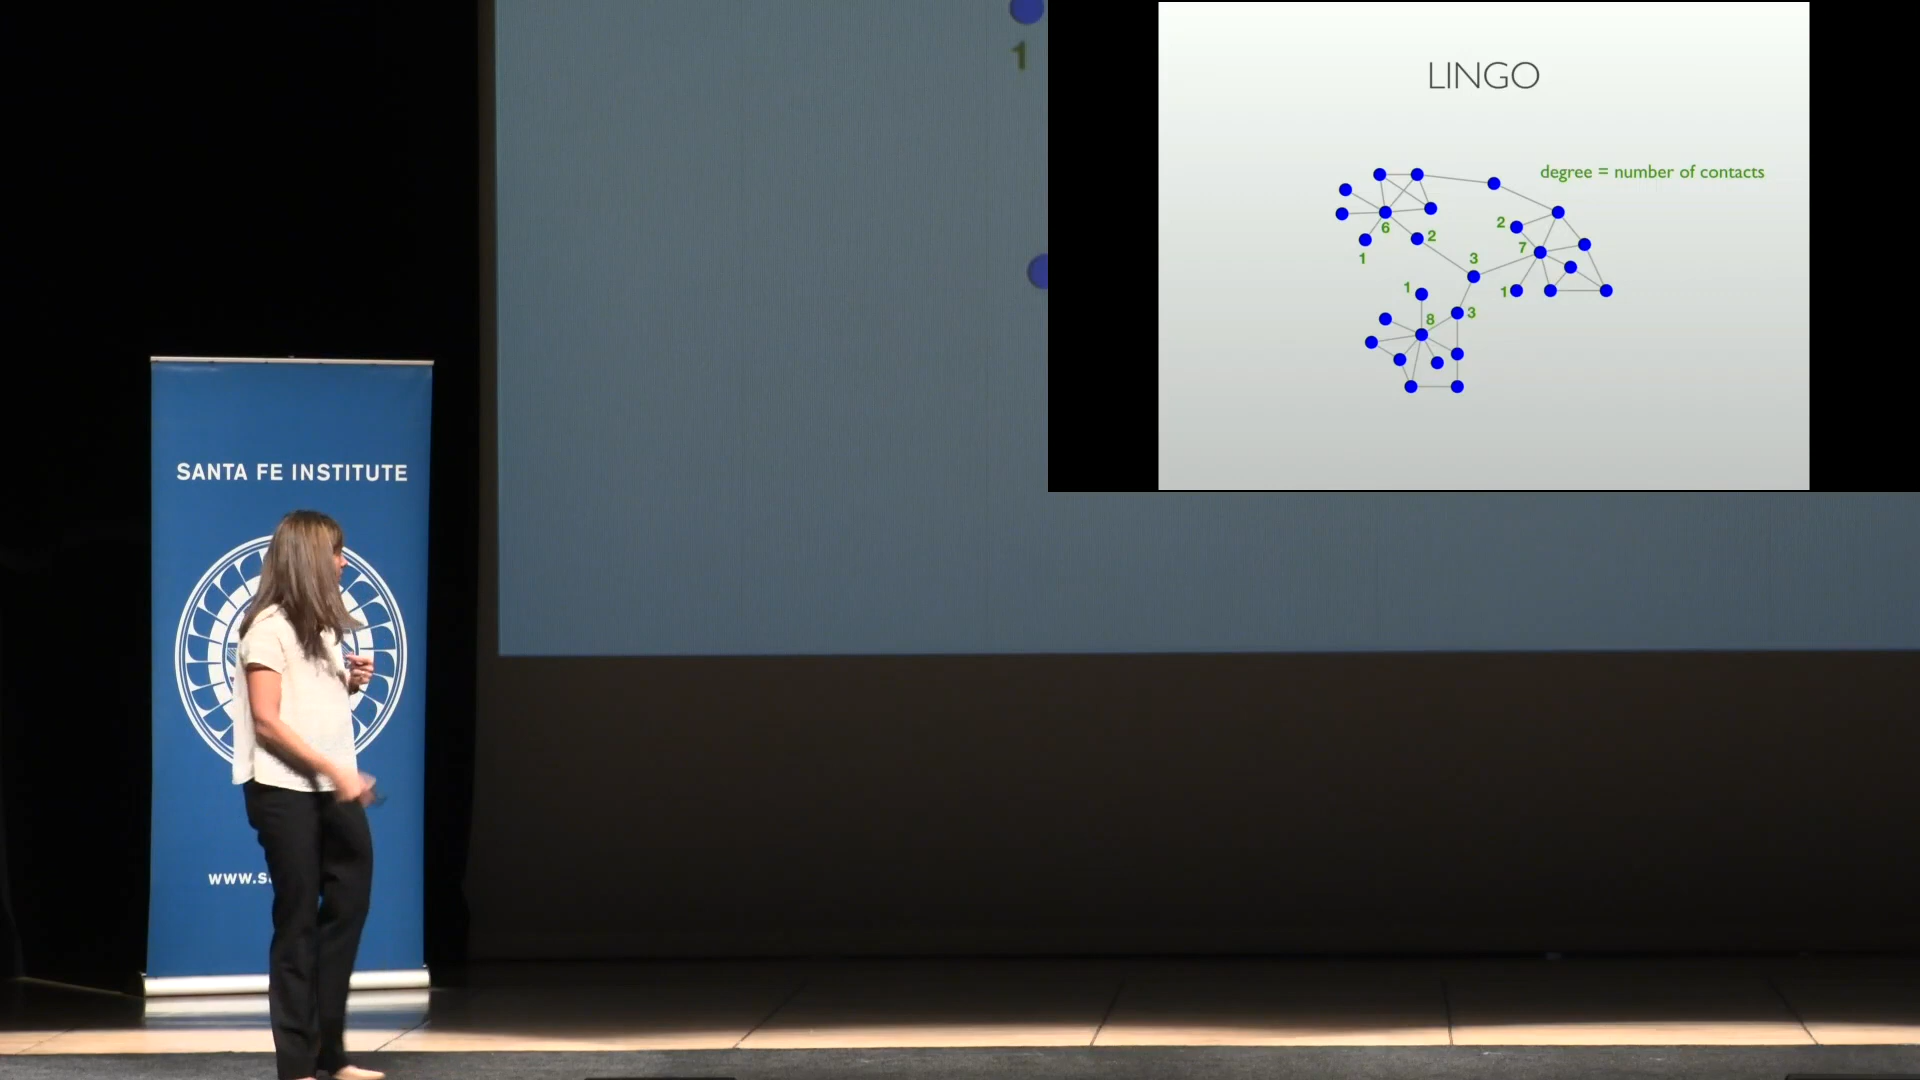 1
LINGO
degree = number of contacts
6
2
1
3
2
7
1
1
8
3
SANTA FE INSTITUTE
www.s